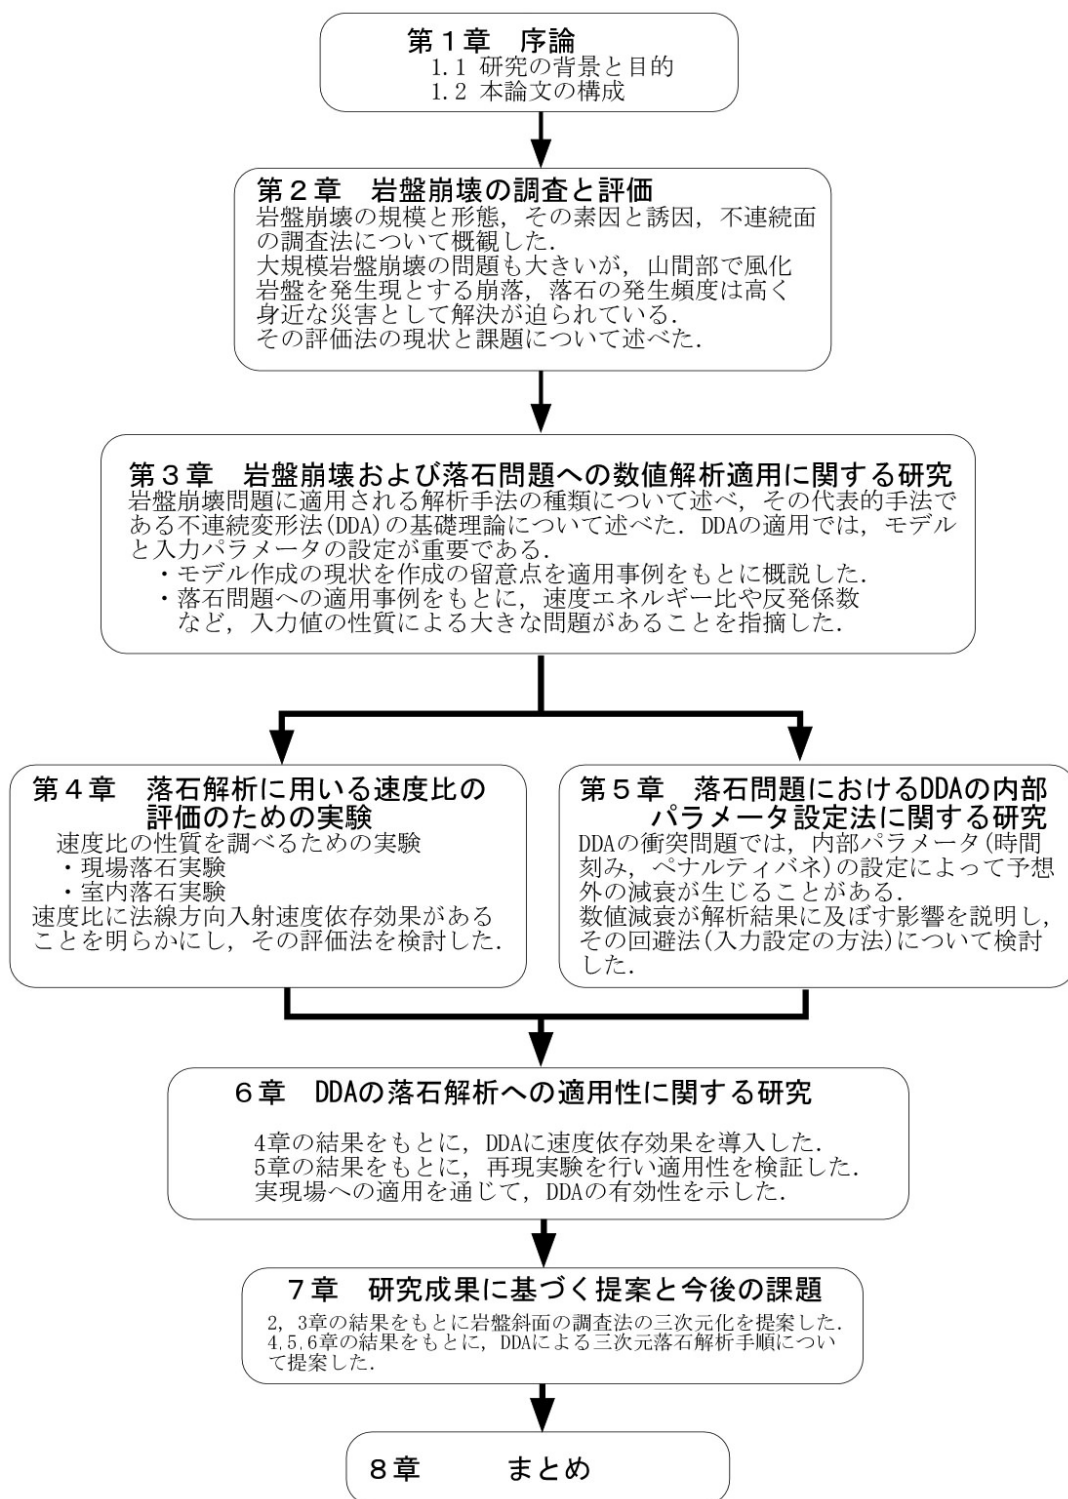 第１章　序論
1.1 研究の背景と目的
1.2 本論文の構成
第２章　岩盤崩壊の調査と評価
岩盤崩壊の規模と形態，その素因と誘因，不連続面
の調査法について概観した．
大規模岩盤崩壊の問題も大きいが，山間部で風化
岩盤を発生現とする崩落，落石の発生頻度は高く
身近な災害として解決が迫られている．
その評価法の現状と課題について述べた．
第３章　岩盤崩壊および落石問題への数値解析適用に関する研究
岩盤崩壊問題に適用される解析手法の種類について述べ，その代表的手法で
ある不連続変形法(DDA)の基礎理論について述べた．DDAの適用では，モデル
と入力パラメータの設定が重要である．
・モデル作成の現状を作成の留意点を適用事例をもとに概説した．
・落石問題への適用事例をもとに，速度エネルギー比や反発係数
など，入力値の性質による大きな問題があることを指摘した．
第４章　落石解析に用いる速度比の
評価のための実験
速度比の性質を調べるための実験
・現場落石実験
・室内落石実験
速度比に法線方向入射速度依存効果がある
ことを明らかにし，その評価法を検討した．
第５章　落石問題におけるDDAの内部
パラメータ設定法に関する研究
DDAの衝突問題では，内部パラメータ(時間
刻み，ペナルティバネ)の設定によって予想
外の減衰が生じることがある．
数値減衰が解析結果に及ぼす影響を説明し，
その回避法(入力設定の方法)について検討
した．
６章　DDAの落石解析への適用性に関する研究
4章の結果をもとに，DDAに速度依存効果を導入した．
5章の結果をもとに，再現実験を行い適用性を検証した．
実現場への適用を通じて，DDAの有効性を示した．
７章　研究成果に基づく提案と今後の課題
2，3章の結果をもとに岩盤斜面の調査法の三次元化を提案した．
4,5,6章の結果をもとに，DDAによる三次元落石解析手順につい
て提案した．
８章　　　まとめ